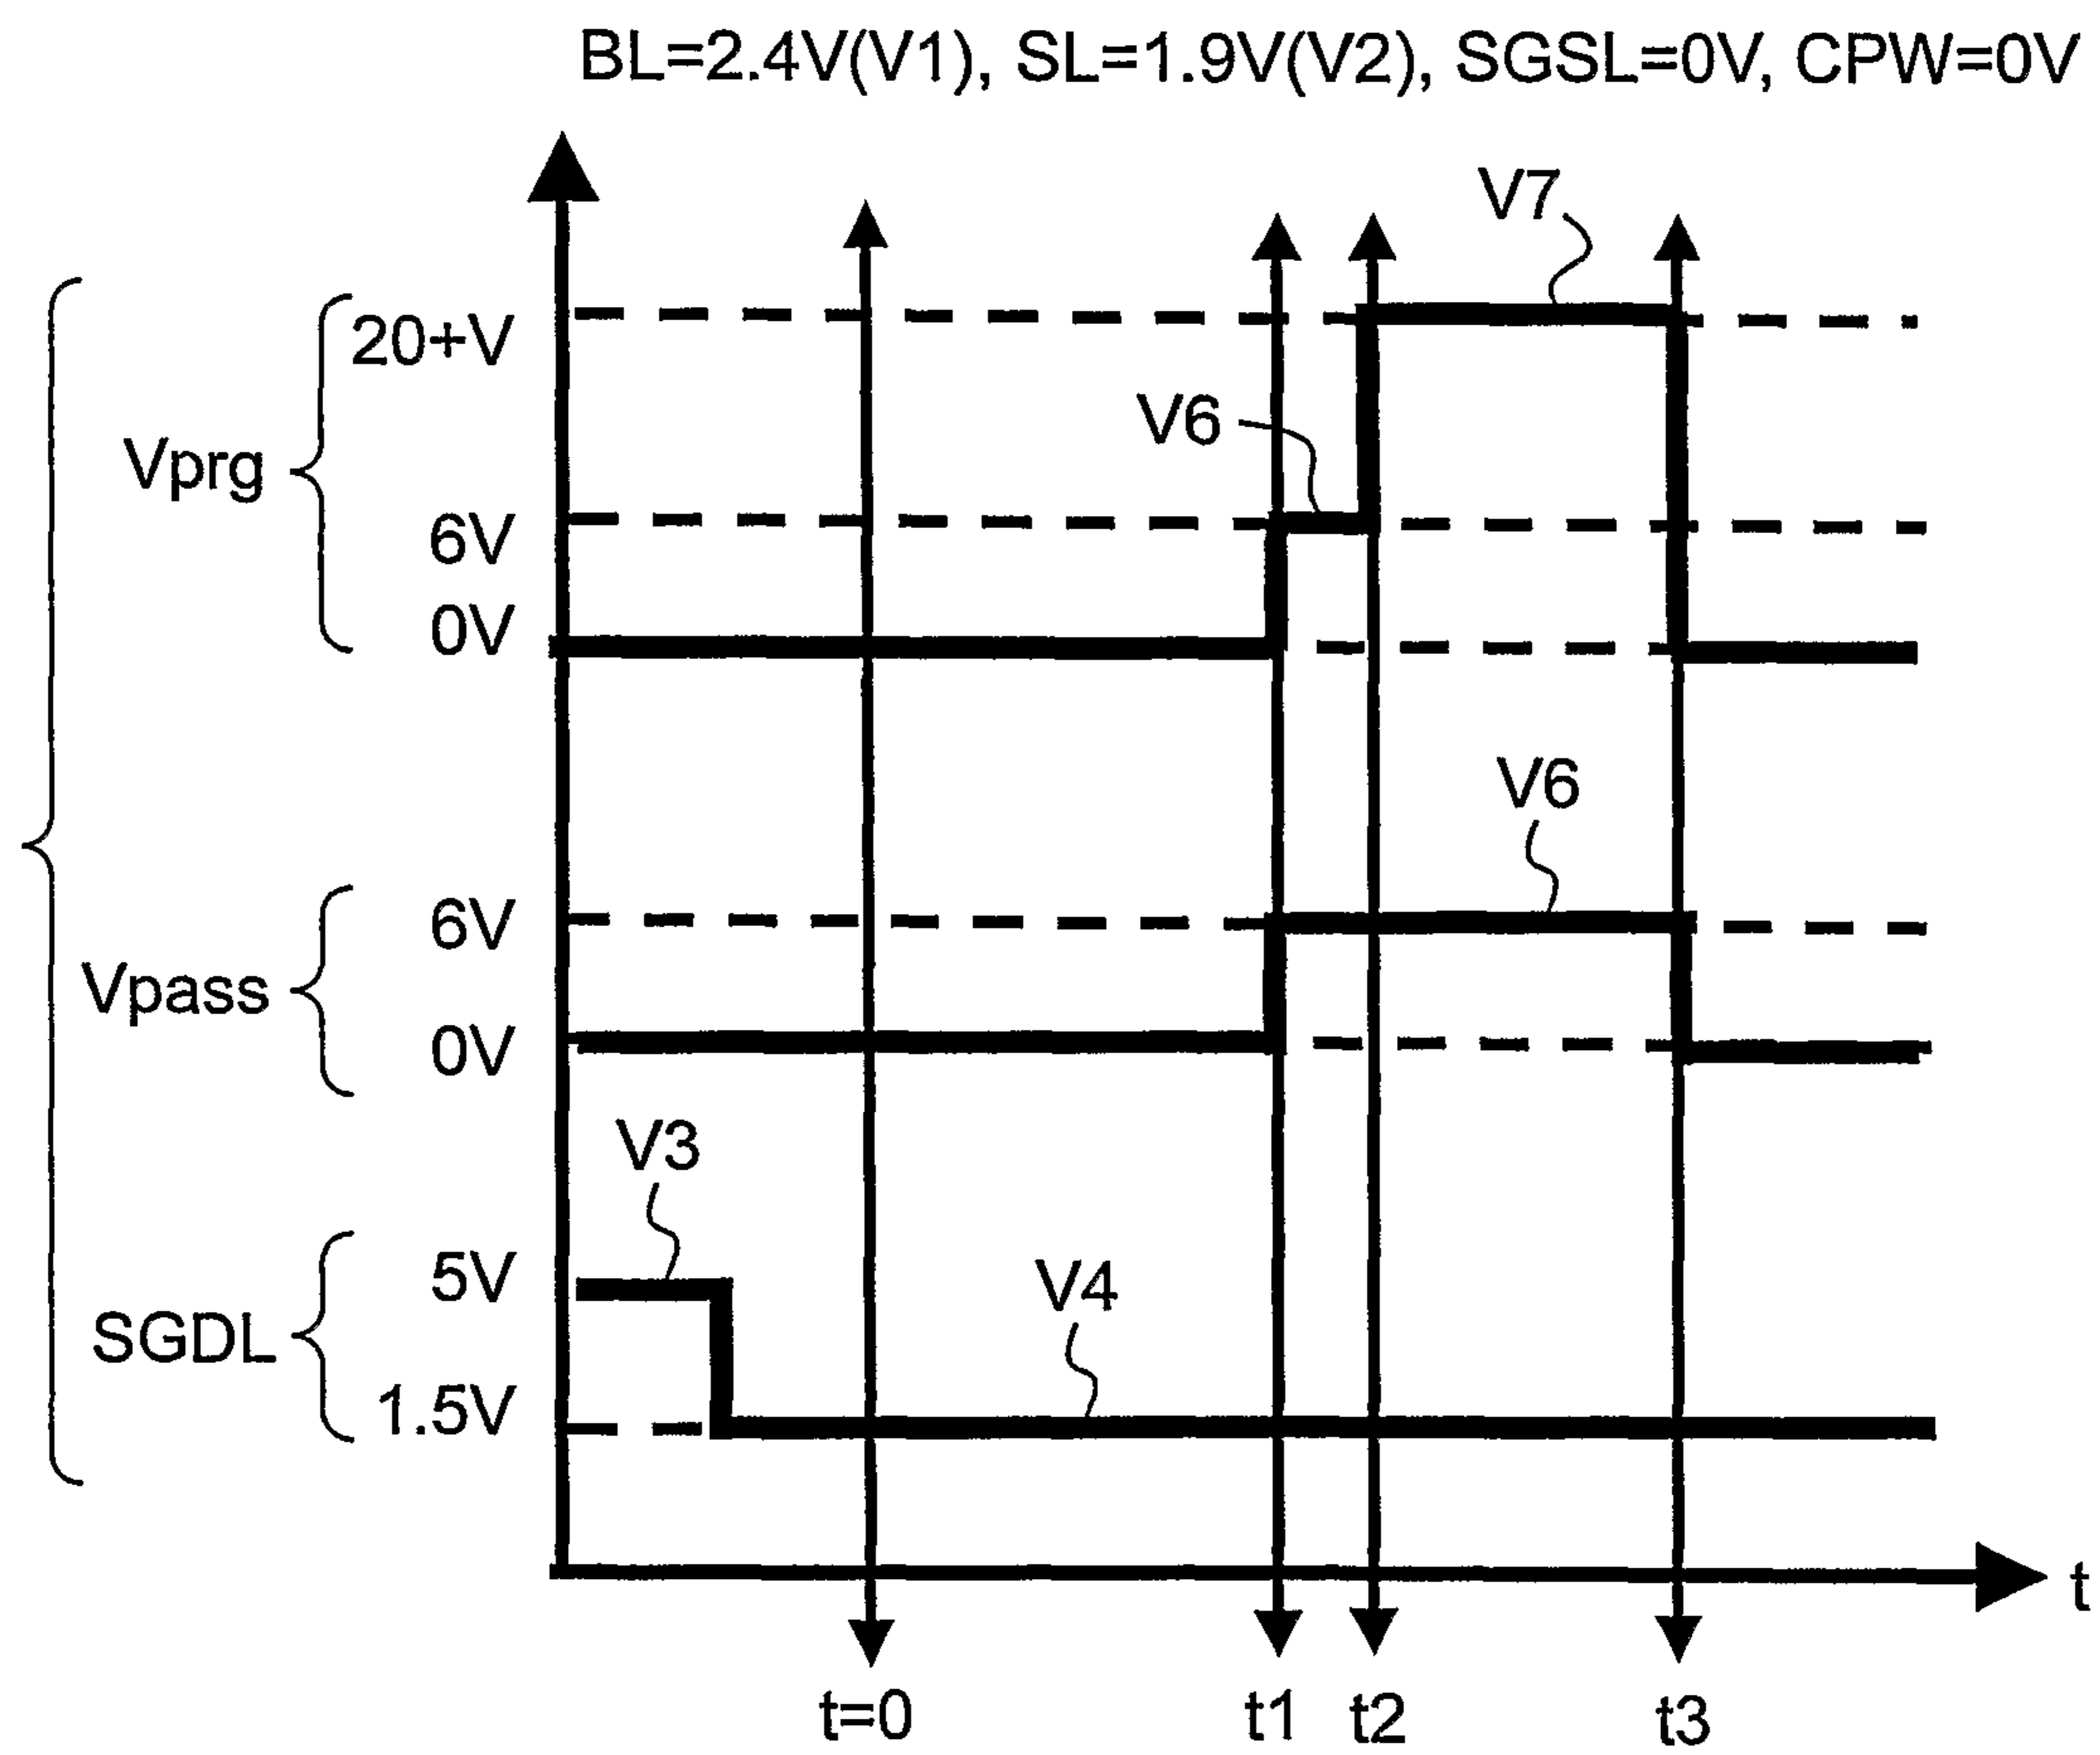 BL=2.4V(V1), SL=1.9V(V2), SGSL=0V, CPW=0V
V7
20+V
V6
Vprg
6V
0V
V6
6V
Vpass
0V
V3
5V
V4
SGDL
1.5V
t
t=0 t1 t2 t3